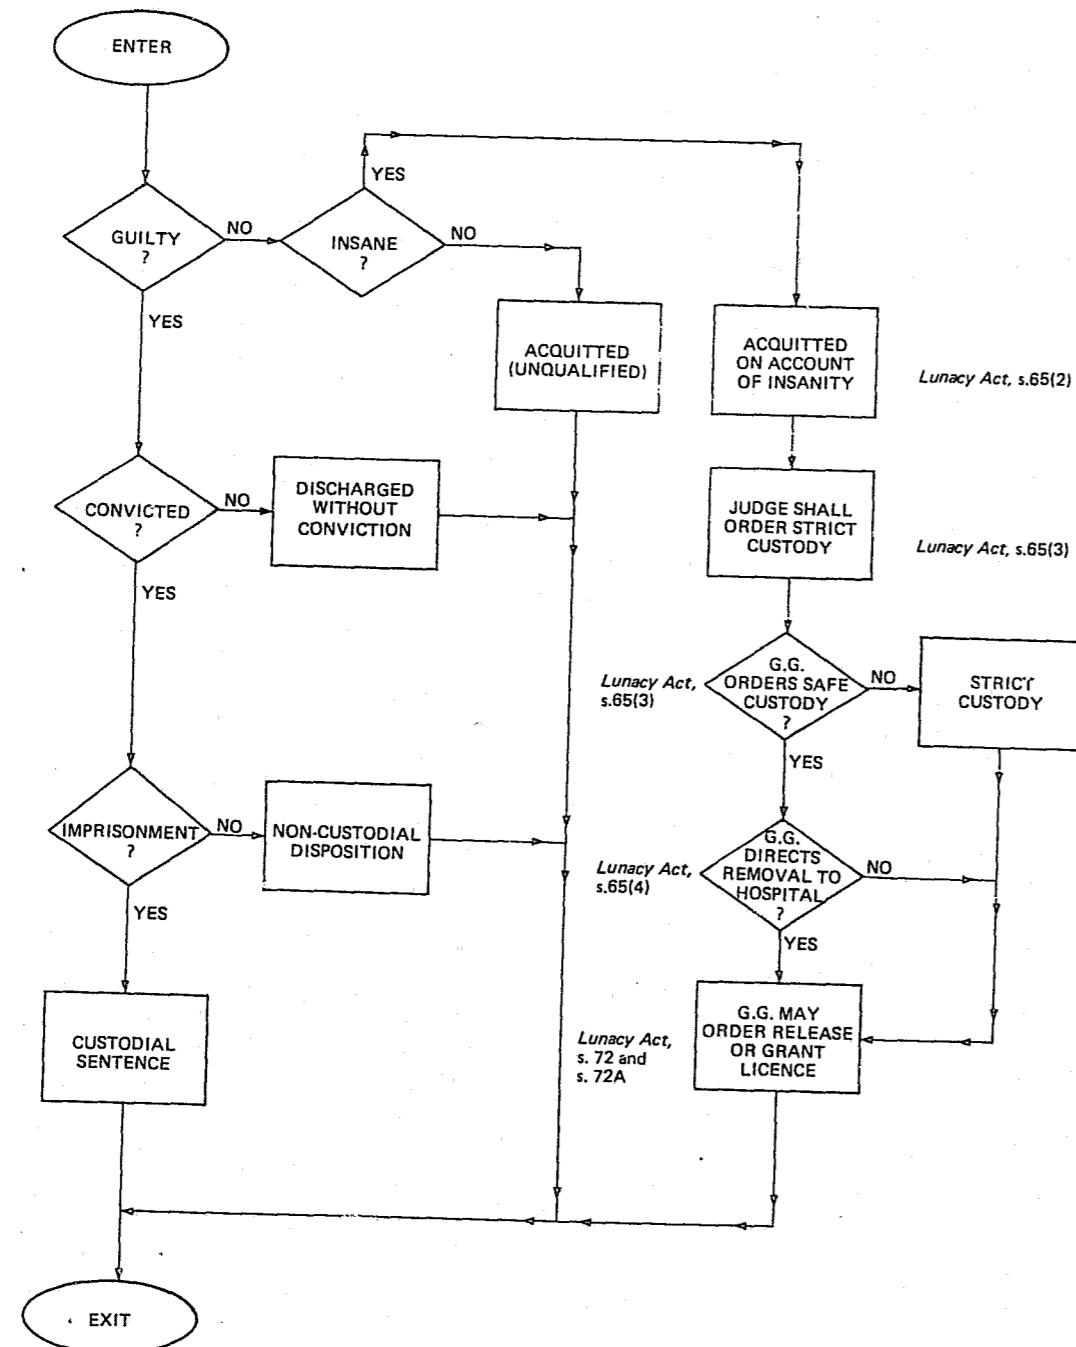 ENTER
YES
GUILTY
?
NO
INSANE
?
NO
YES
ACQUITTED
(UNQUALIFIED)
ACQUITTED
ON ACCOUNT
OF INSANITY
Lunacy Act, s.65(2)
CONVICTED
?
NO
DISCHARGED
WITHOUT
CONVICTION
JUDGE SHALL
ORDER STRICT
CUSTODY
Lunacy Act, s.65(3)
YES
Lunacy Act,
s.65(3)
G.G.
ORDERS SAFE
CUSTODY
?
NO
STRICT
CUSTODY
YES
IMPRISONMENT
?
NO
NON-CUSTODIAL
DISPOSITION
Lunacy Act,
s.65(4)
G.G.
DIRECTS
REMOVAL TO
HOSPITAL
?
NO
YES
YES
CUSTODIAL
SENTENCE
Lunacy Act,
s. 72 and
s. 72A
G.G. MAY
ORDER RELEASE
OR GRANT
LICENCE
EXIT